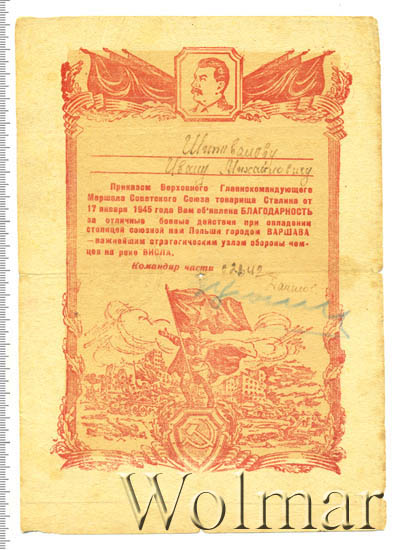 Ивану Михайловичу
Приказом Верховного Главнокомандующего
Маршала Советского Союза товарища Сталина от
17 января 1945 года Вам об'явлена БЛАГОДАРНОСТЬ
за отличные боевые действия при овладении
столицей союзной нам Польши городом ВАРШАВА
—важнейшим стратегическим узлом обороны нем-
цев на реке ВИСЛА.
Командир части
Wolmar